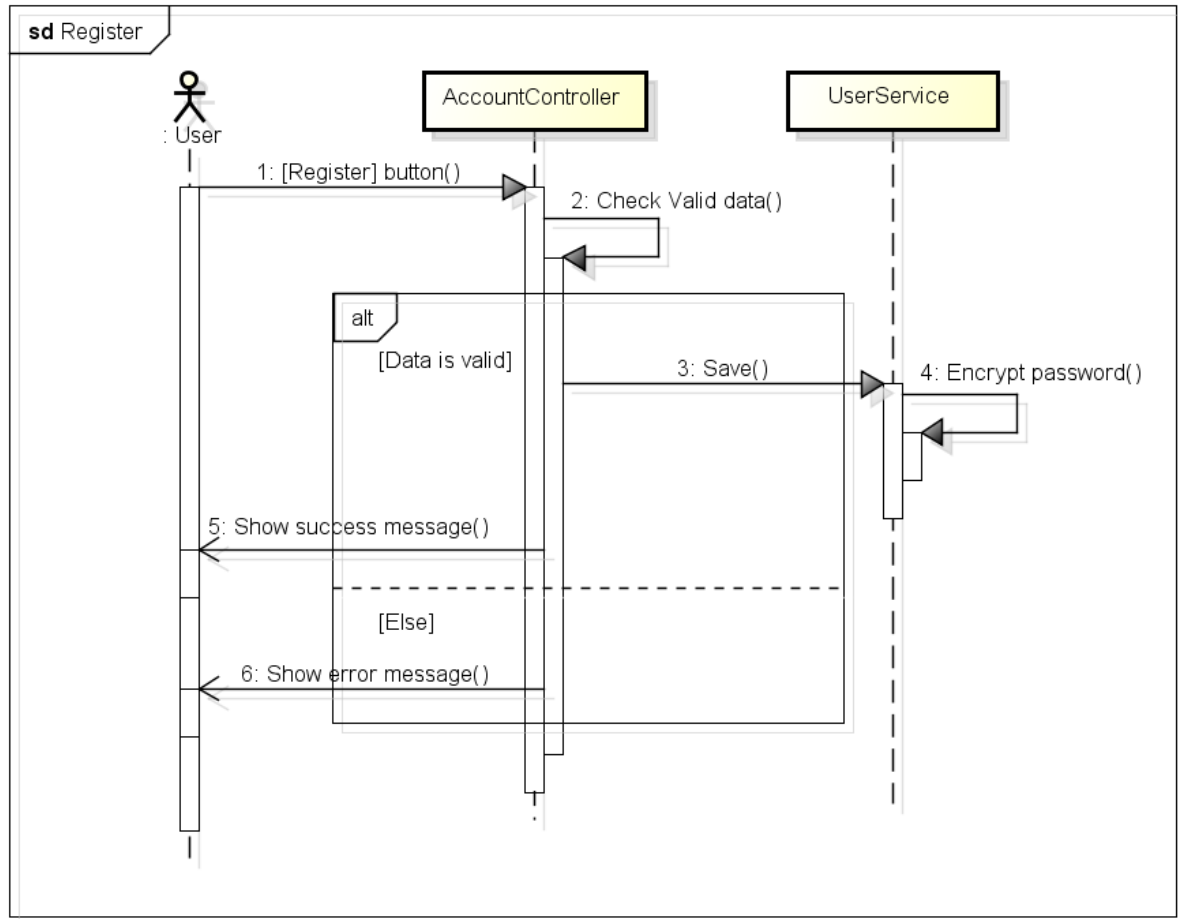 sd Register
: User
AccountController
UserService
1: [Register] button()
2: Check Valid data()
alt
[Data is valid]
3: Save()
4: Encrypt password()
5: Show success message()
[Else]
6: Show error message()